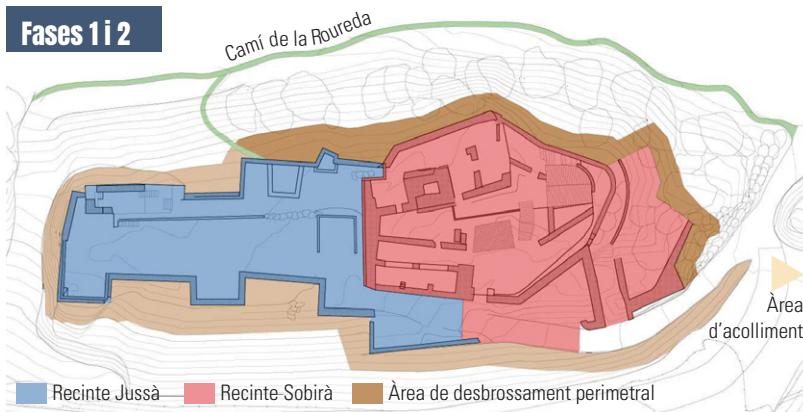 Fases 1 i 2
Camí de la Roureda
Àrea
d'acolliment
Recinte Jussà
Recinte Sobirà
Àrea de desbrossament perimetral